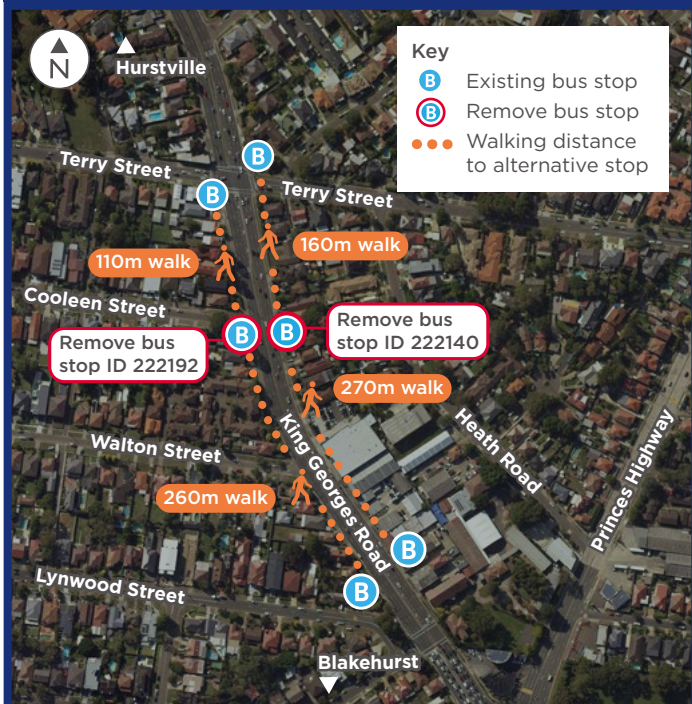 N
Hurstville
Key
B Existing bus stop
B Remove bus stop
Walking distance
to alternative stop
B
Terry Street
B
Terry Street
110m walk
160m walk
Cooleen Street
B
B
Remove bus
stop ID 222192
Remove bus
stop ID 222140
270m walk
King Georges Road
Heath Road
Princes Highway
Walton Street
260m walk
B
B
Lynwood Street
Blakehurst